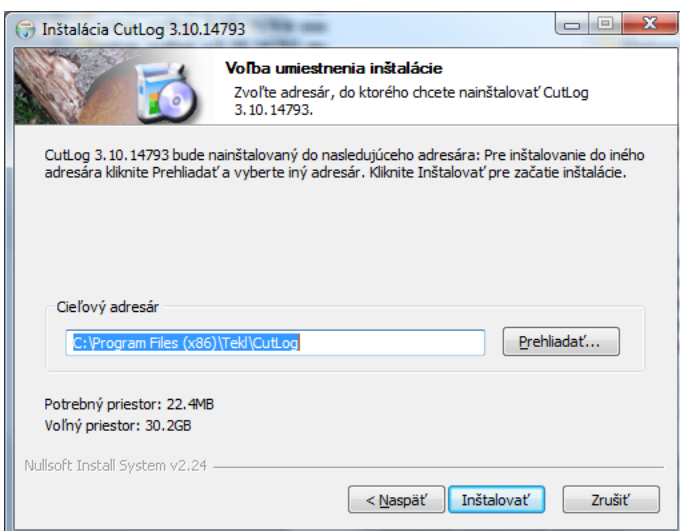 Inštalácia CutLog 3.10.14793
Voľba umiestnenia inštalácie
Zvoľte adresár, do ktorého chcete nainštalovať CutLog
3.10.14793.
CutLog 3.10.14793 bude nainštalovaný do nasledujúceho adresára: Pre inštalovanie do iného
adresára kliknite Prehliadať a vyberte iný adresár. Kliknite Inštalovať pre začatie inštalácie.
Cieľový adresár
C:\Program Files (x86)\Tekl\CutLog
Prehliadať...
Potrebný priestor: 22.4MB
Voľný priestor: 30.2GB
Nullsoft Install System v2.24
< Naspäť
Inštalovať
Zrušiť